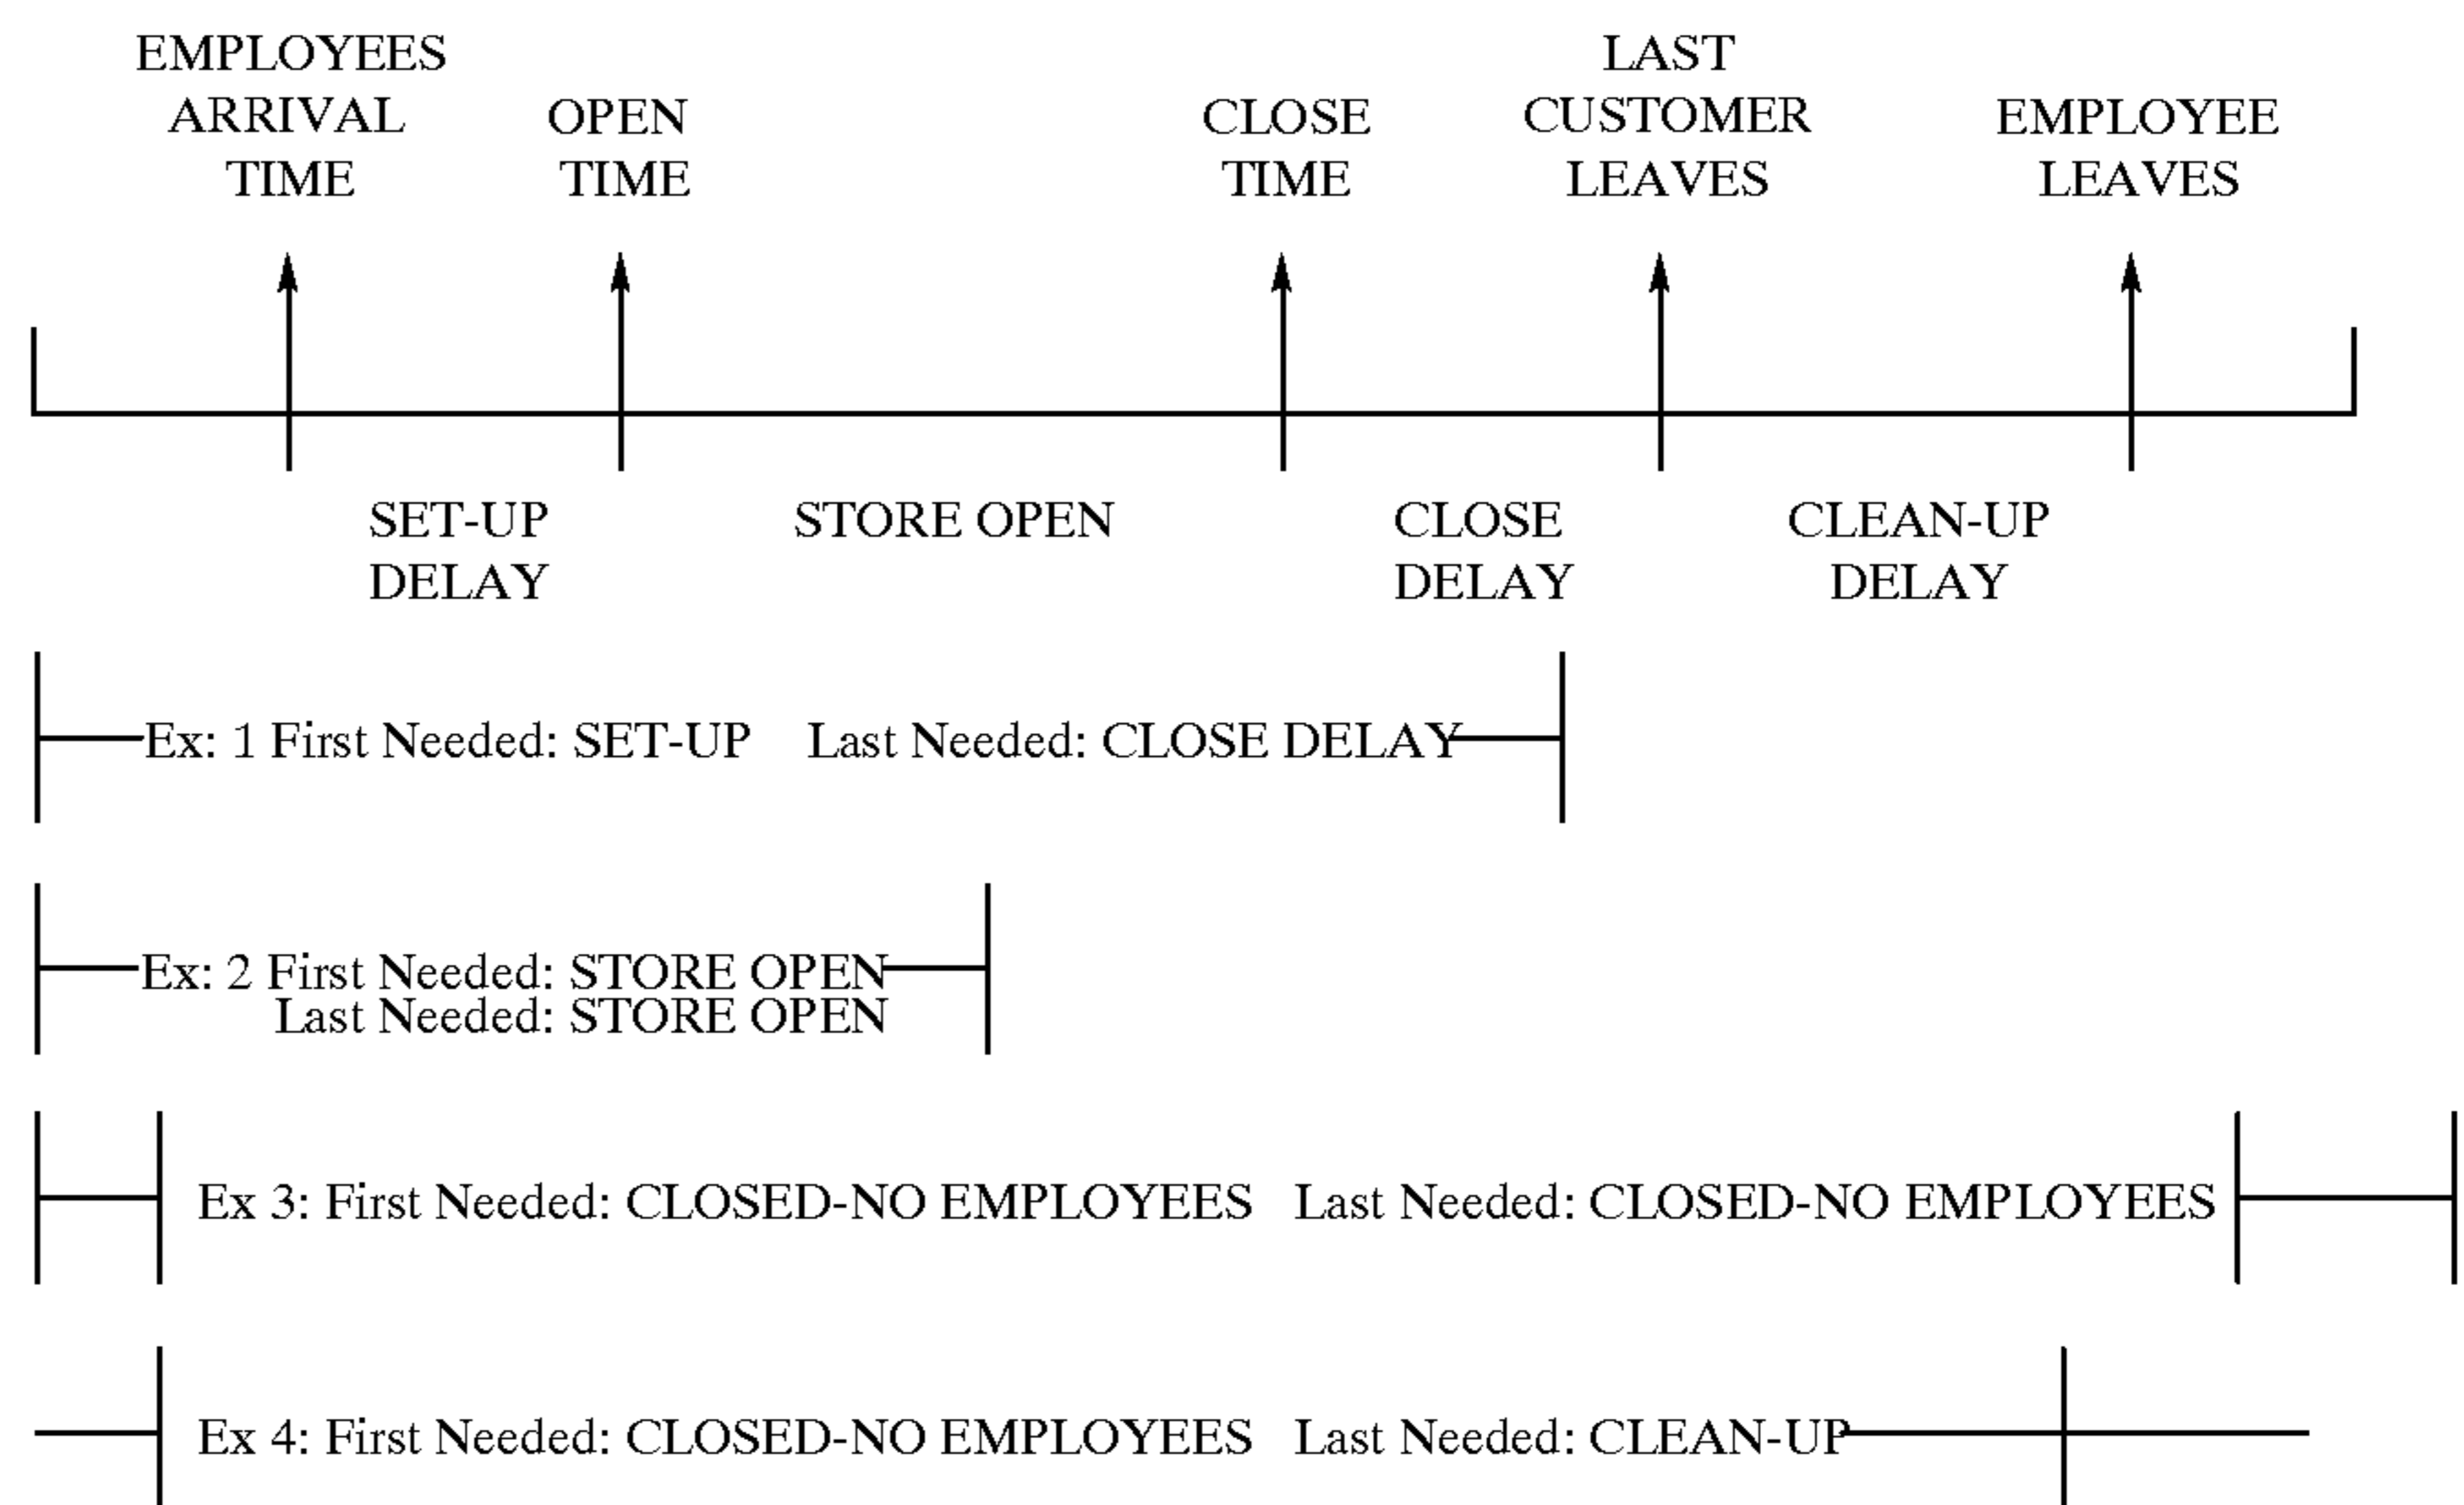 EMPLOYEES
ARRIVAL
TIME
OPEN
TIME
CLOSE
TIME
LAST
CUSTOMER
LEAVES
EMPLOYEE
LEAVES
SET-UP
DELAY
STORE OPEN
CLOSE
DELAY
CLEAN-UP
DELAY
Ex: 1 First Needed: SET-UP Last Needed: CLOSE DELAY
Ex: 2 First Needed: STORE OPEN
Last Needed: STORE OPEN
Ex 3: First Needed: CLOSED-NO EMPLOYEES Last Needed: CLOSED-NO EMPLOYEES
Ex 4: First Needed: CLOSED-NO EMPLOYEES Last Needed: CLEAN-UP